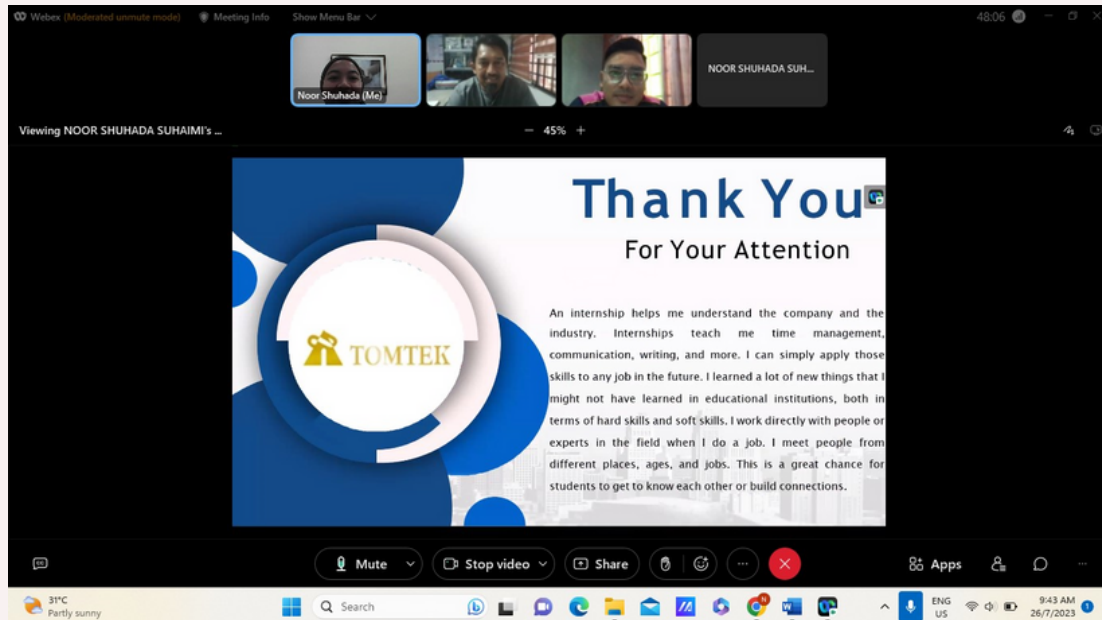 Webex (Moderated unmute mode) Meeting Info Show Menu Bar 48:06
Noor Shuhada (Me)
NOOR SHUHADA SUH...
Viewing NOOR SHUHADA SUHAIMI's ... 45%
Thank You
For Your Attention
An internship helps me understand the company and the
industry. Internships teach me time management,
communication, writing, and more. I can simply apply those
skills to any job in the future. I learned a lot of new things that I
might not have learned in educational institutions, both in
terms of hard skills and soft skills. I work directly with people or
experts in the field when I do a job. I meet people from
different places, ages, and jobs. This is a great chance for
students to get to know each other or build connections.
TOMTEK
Mute Stop video Share Apps
31°C
Partly sunny
Search
ENG
US
9:43 AM
26/7/2023
1